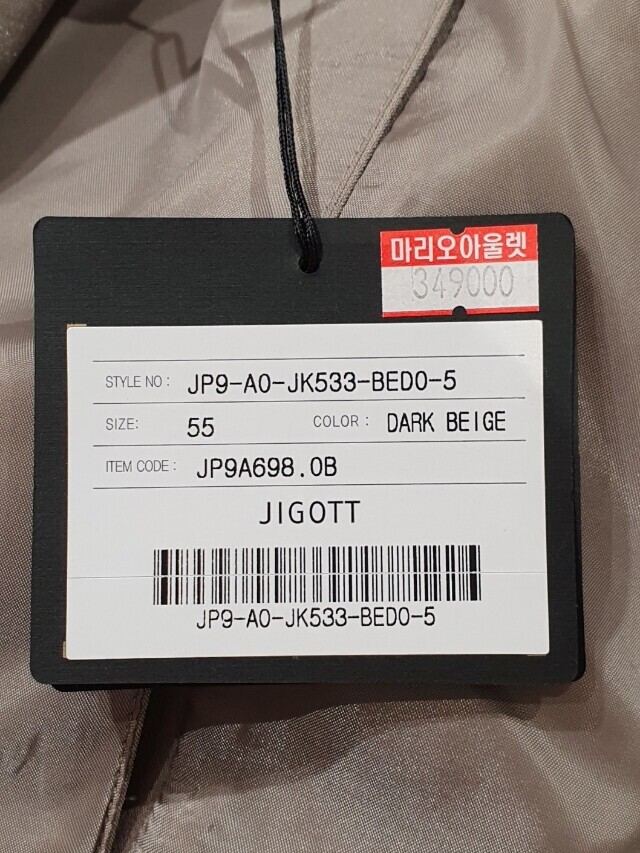 마리오아울렛
349000
STYLE NO : JP9-A0-JK533-BED0-5
SIZE: 55 COLOR : DARK BEIGE
ITEM CODE : JP9A698.0B
JIGOTT
JP9-A0-JK533-BED0-5